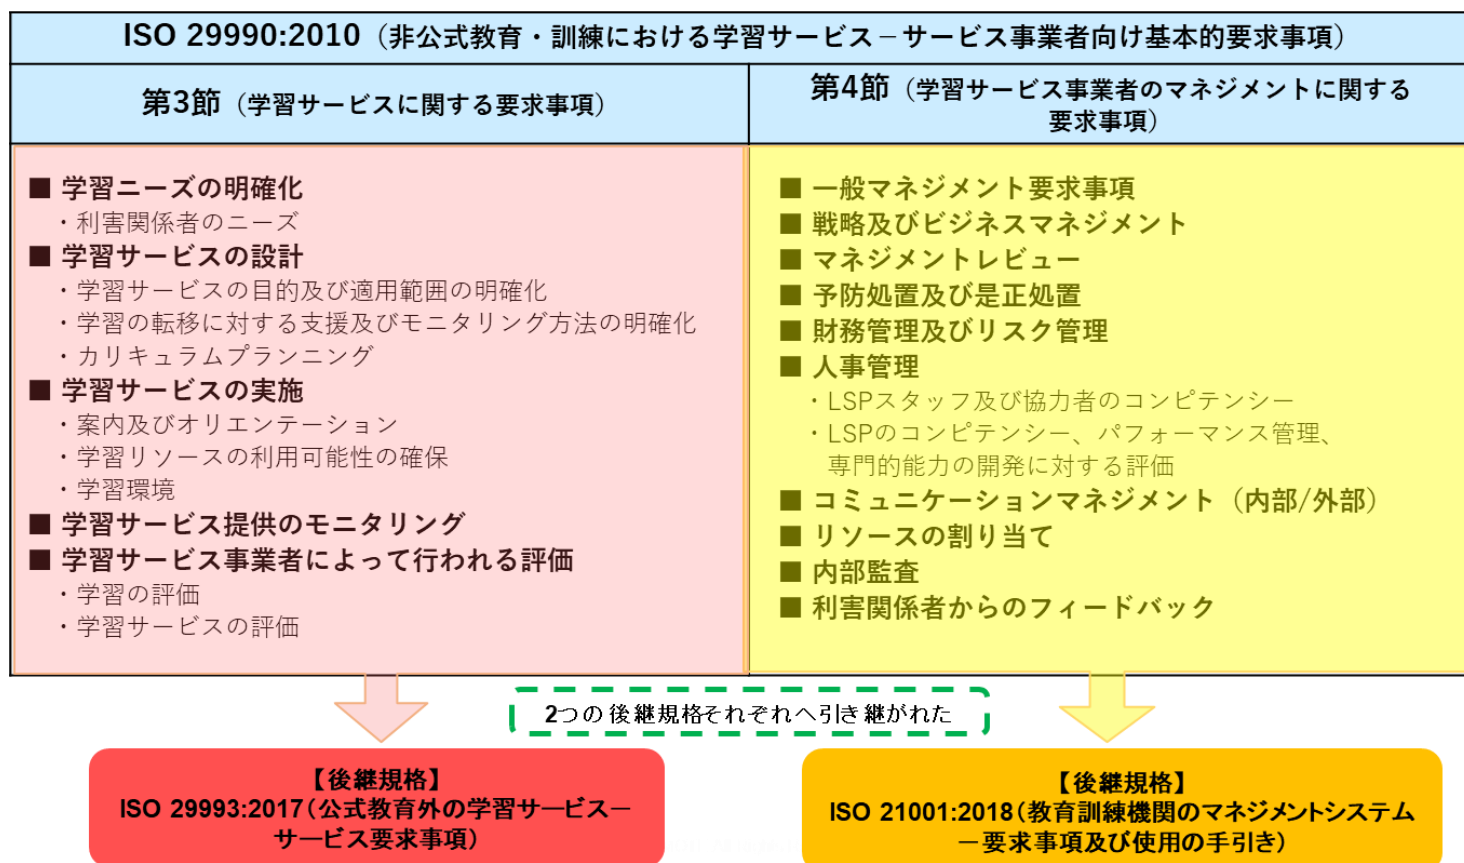 ISO 29990:2010（非公式教育・訓練における学習サービス－サービス事業者向け基本的要求事項）
第3節（学習サービスに関する要求事項）
第4節（学習サービス事業者のマネジメントに関する
要求事項）
■ 学習ニーズの明確化
・利害関係者のニーズ
■ 学習サービスの設計
・学習サービスの目的及び適用範囲の明確化
・学習の転移に対する支援及びモニタリング方法の明確化
・カリキュラムプランニング
■ 学習サービスの実施
・案内及びオリエンテーション
・学習リソースの利用可能性の確保
・学習環境
■ 学習サービス提供のモニタリング
■ 学習サービス事業者によって行われる評価
・学習の評価
・学習サービスの評価
■ 一般マネジメント要求事項
■ 戦略及びビジネスマネジメント
■ マネジメントレビュー
■ 予防処置及び是正処置
■ 財務管理及びリスク管理
■ 人事管理
・LSPスタッフ及び協力者のコンピテンシー
・LSPのコンピテンシー、パフォーマンス管理、
専門的能力の開発に対する評価
■ コミュニケーションマネジメント（内部/外部）
■ リソースの割り当て
■ 内部監査
■ 利害関係者からのフィードバック
2つの後継規格それぞれへ引き継がれた
【後継規格】
ISO 29993:2017（公式教育外の学習サービス－
サービス要求事項）
【後継規格】
ISO 21001:2018（教育訓練機関のマネジメントシステム
－要求事項及び使用の手引き）